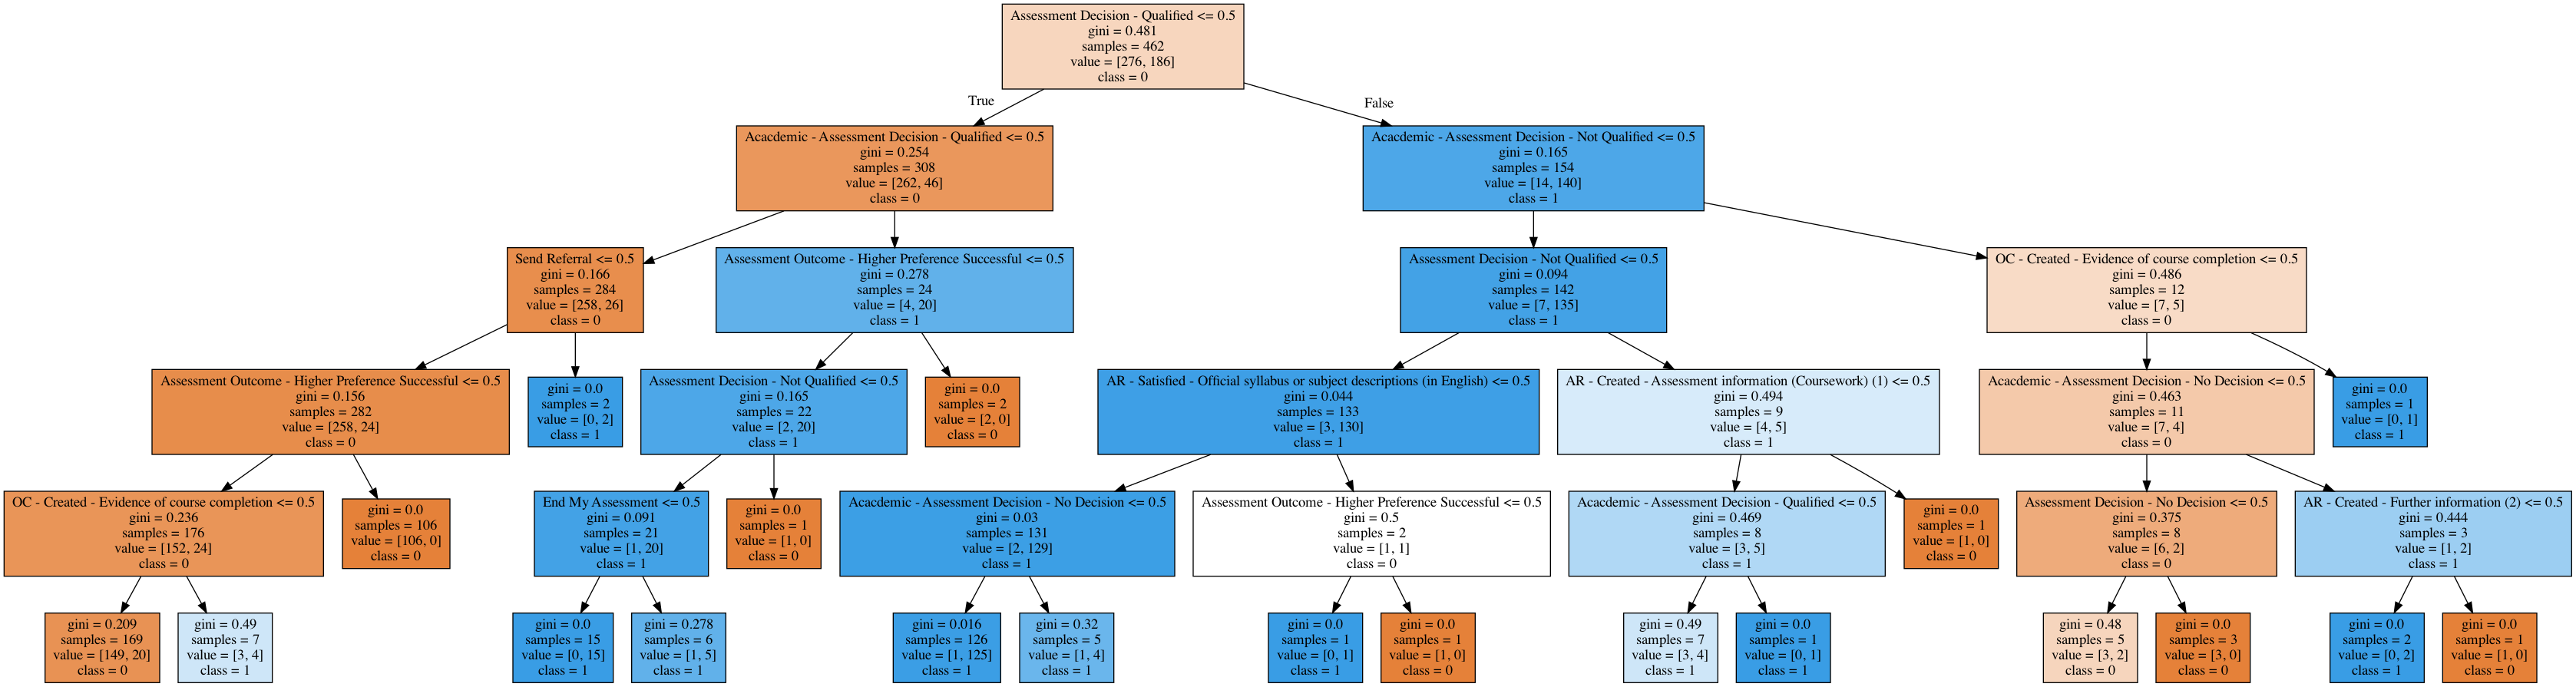 Assessment Decision - Qualified <= 0.5
gini = 0.481
samples = 462
value = [276, 186]
class = 0
True
False
Acacdemic - Assessment Decision - Qualified <= 0.5
gini = 0.254
samples = 308
value = [262, 46]
class = 0
Acacdemic - Assessment Decision - Not Qualified <= 0.5
gini = 0.165
samples = 154
value = [14, 140]
class = 1
Send Referral <= 0.5
gini = 0.166
samples = 284
value = [258, 26]
class = 0
Assessment Outcome - Higher Preference Successful <= 0.5
gini = 0.278
samples = 24
value = [4, 20]
class = 1
Assessment Decision - Not Qualified <= 0.5
gini = 0.094
samples = 142
value = [7, 135]
class = 1
OC - Created - Evidence of course completion <= 0.5
gini = 0.486
samples = 12
value = [7, 5]
class = 0
Assessment Outcome - Higher Preference Successful <= 0.5
gini = 0.156
samples = 282
value = [258, 24]
class = 0
gini = 0.0
samples = 2
value = [0, 2]
class = 1
Assessment Decision - Not Qualified <= 0.5
gini = 0.165
samples = 22
value = [2, 20]
class = 1
gini = 0.0
samples = 2
value = [2, 0]
class = 0
AR - Satisfied - Official syllabus or subject descriptions (in English) <= 0.5
gini = 0.044
samples = 133
value = [3, 130]
class = 1
AR - Created - Assessment information (Coursework) (1) <= 0.5
gini = 0.494
samples = 9
value = [4, 5]
class = 1
Acacdemic - Assessment Decision - No Decision <= 0.5
gini = 0.463
samples = 11
value = [7, 4]
class = 0
gini = 0.0
samples = 1
value = [0, 1]
class = 1
OC - Created - Evidence of course completion <= 0.5
gini = 0.236
samples = 176
value = [152, 24]
class = 0
gini = 0.0
samples = 106
value = [106, 0]
class = 0
End My Assessment <= 0.5
gini = 0.091
samples = 21
value = [1, 20]
class = 1
gini = 0.0
samples = 1
value = [1, 0]
class = 0
Acacdemic - Assessment Decision - No Decision <= 0.5
gini = 0.03
samples = 131
value = [2, 129]
class = 1
Assessment Outcome - Higher Preference Successful <= 0.5
gini = 0.5
samples = 2
value = [1, 1]
class = 0
Acacdemic - Assessment Decision - Qualified <= 0.5
gini = 0.469
samples = 8
value = [3, 5]
class = 1
gini = 0.0
samples = 1
value = [1, 0]
class = 0
Assessment Decision - No Decision <= 0.5
gini = 0.375
samples = 8
value = [6, 2]
class = 0
AR - Created - Further information (2) <= 0.5
gini = 0.444
samples = 3
value = [1, 2]
class = 1
gini = 0.209
samples = 169
value = [149, 20]
class = 0
gini = 0.49
samples = 7
value = [3, 4]
class = 1
gini = 0.0
samples = 15
value = [0, 15]
class = 1
gini = 0.278
samples = 6
value = [1, 5]
class = 1
gini = 0.016
samples = 126
value = [1, 125]
class = 1
gini = 0.32
samples = 5
value = [1, 4]
class = 1
gini = 0.0
samples = 1
value = [0, 1]
class = 1
gini = 0.0
samples = 1
value = [1, 0]
class = 0
gini = 0.49
samples = 7
value = [3, 4]
class = 1
gini = 0.0
samples = 1
value = [0, 1]
class = 1
gini = 0.48
samples = 5
value = [3, 2]
class = 0
gini = 0.0
samples = 3
value = [3, 0]
class = 0
gini = 0.0
samples = 2
value = [0, 2]
class = 1
gini = 0.0
samples = 1
value = [1, 0]
class = 0